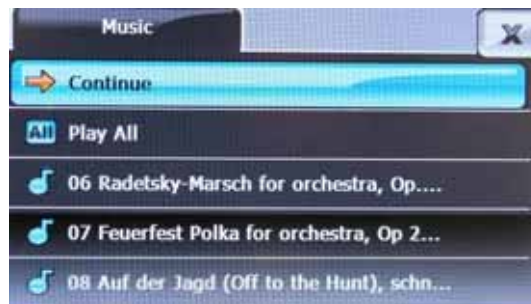 Music
X
Continue
All Play All
06 Radetsky-Marsch for orchestra, Op....
07 Feuerfest Polka for orchestra, Op 2...
08 Auf der Jagd (Off to the Hunt), schn...